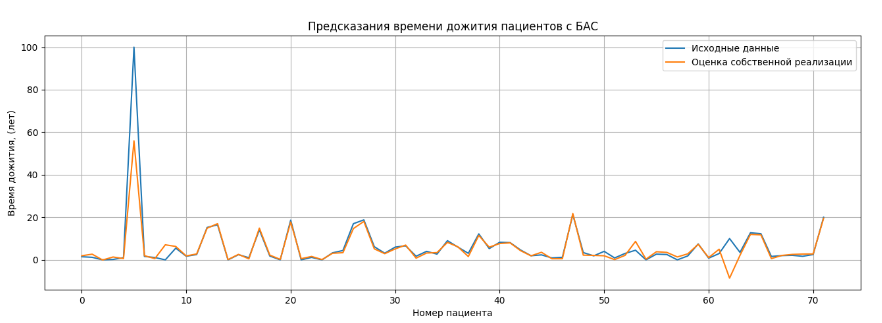 Предсказания времени дожития пациентов с БАС
Исходные данные
Оценка собственной реализации
Время дожития, (лет)
100
80
60
40
20
0
0 10 20 30 40 50 60 70
Номер пациента